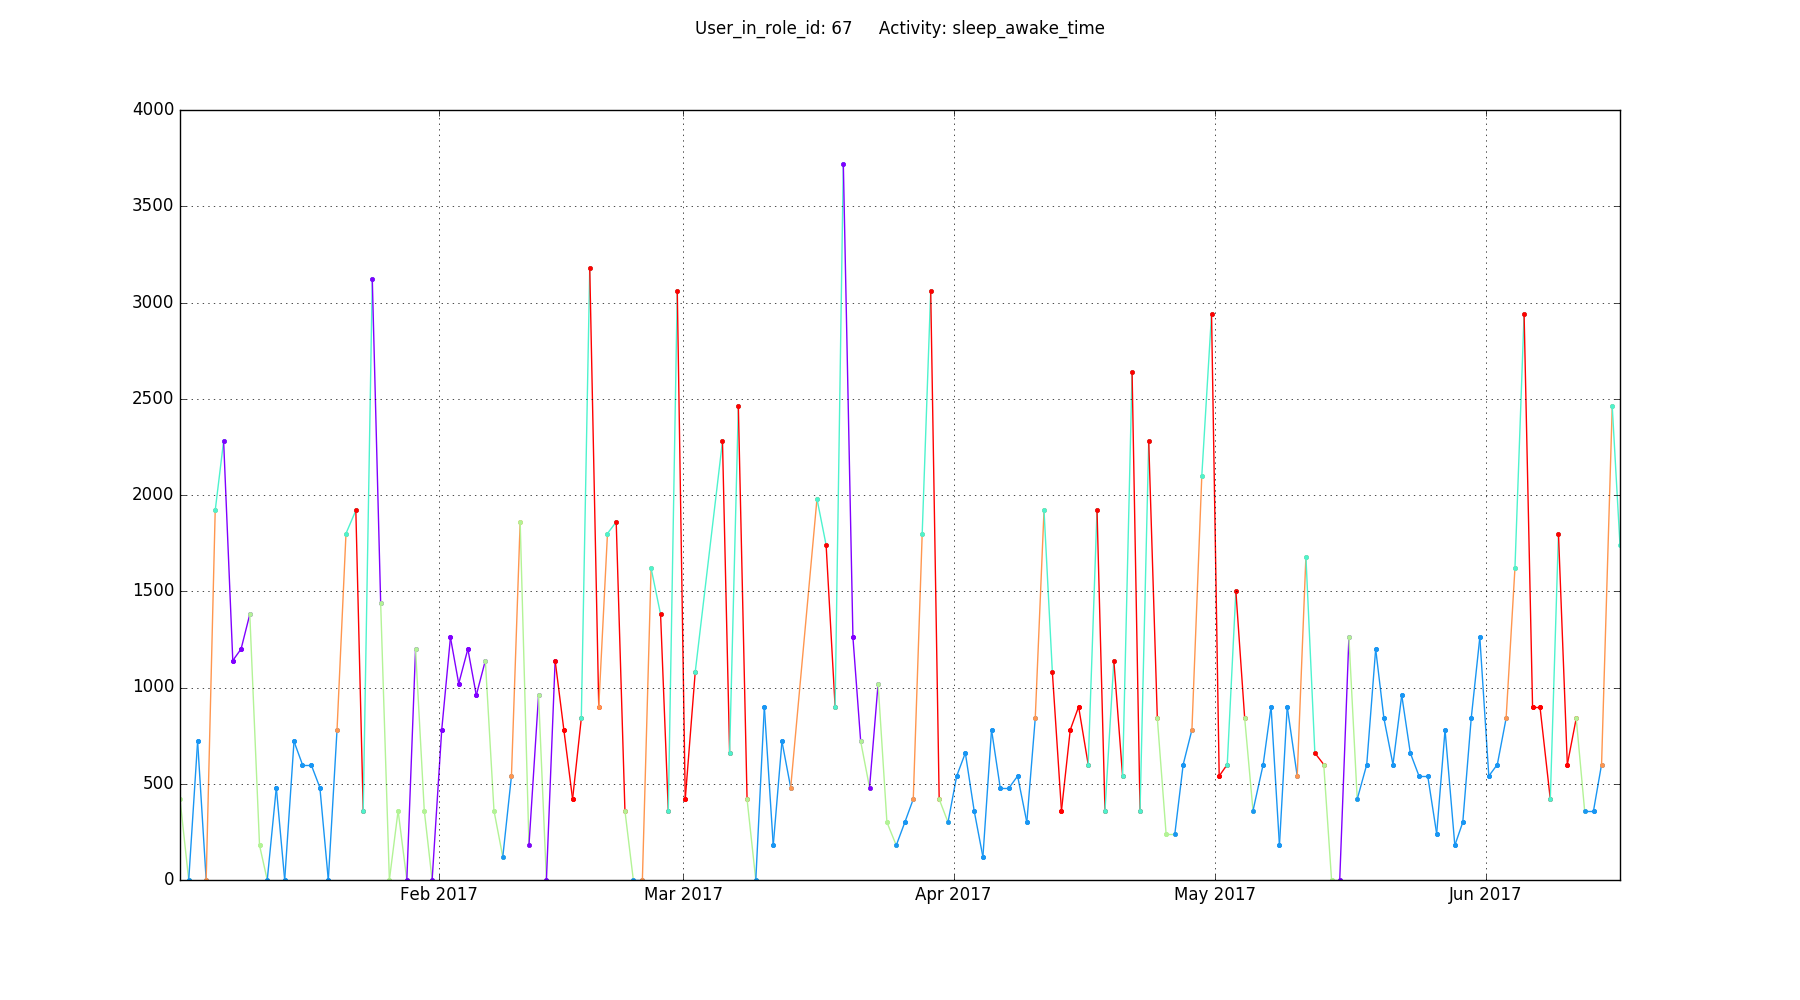 User_in_role_id: 67     Activity: sleep_awake_time
4000
3500
3000
2500
2000
1500
1000
500
0
Feb 2017
Mar 2017
Apr 2017
May 2017
Jun 2017